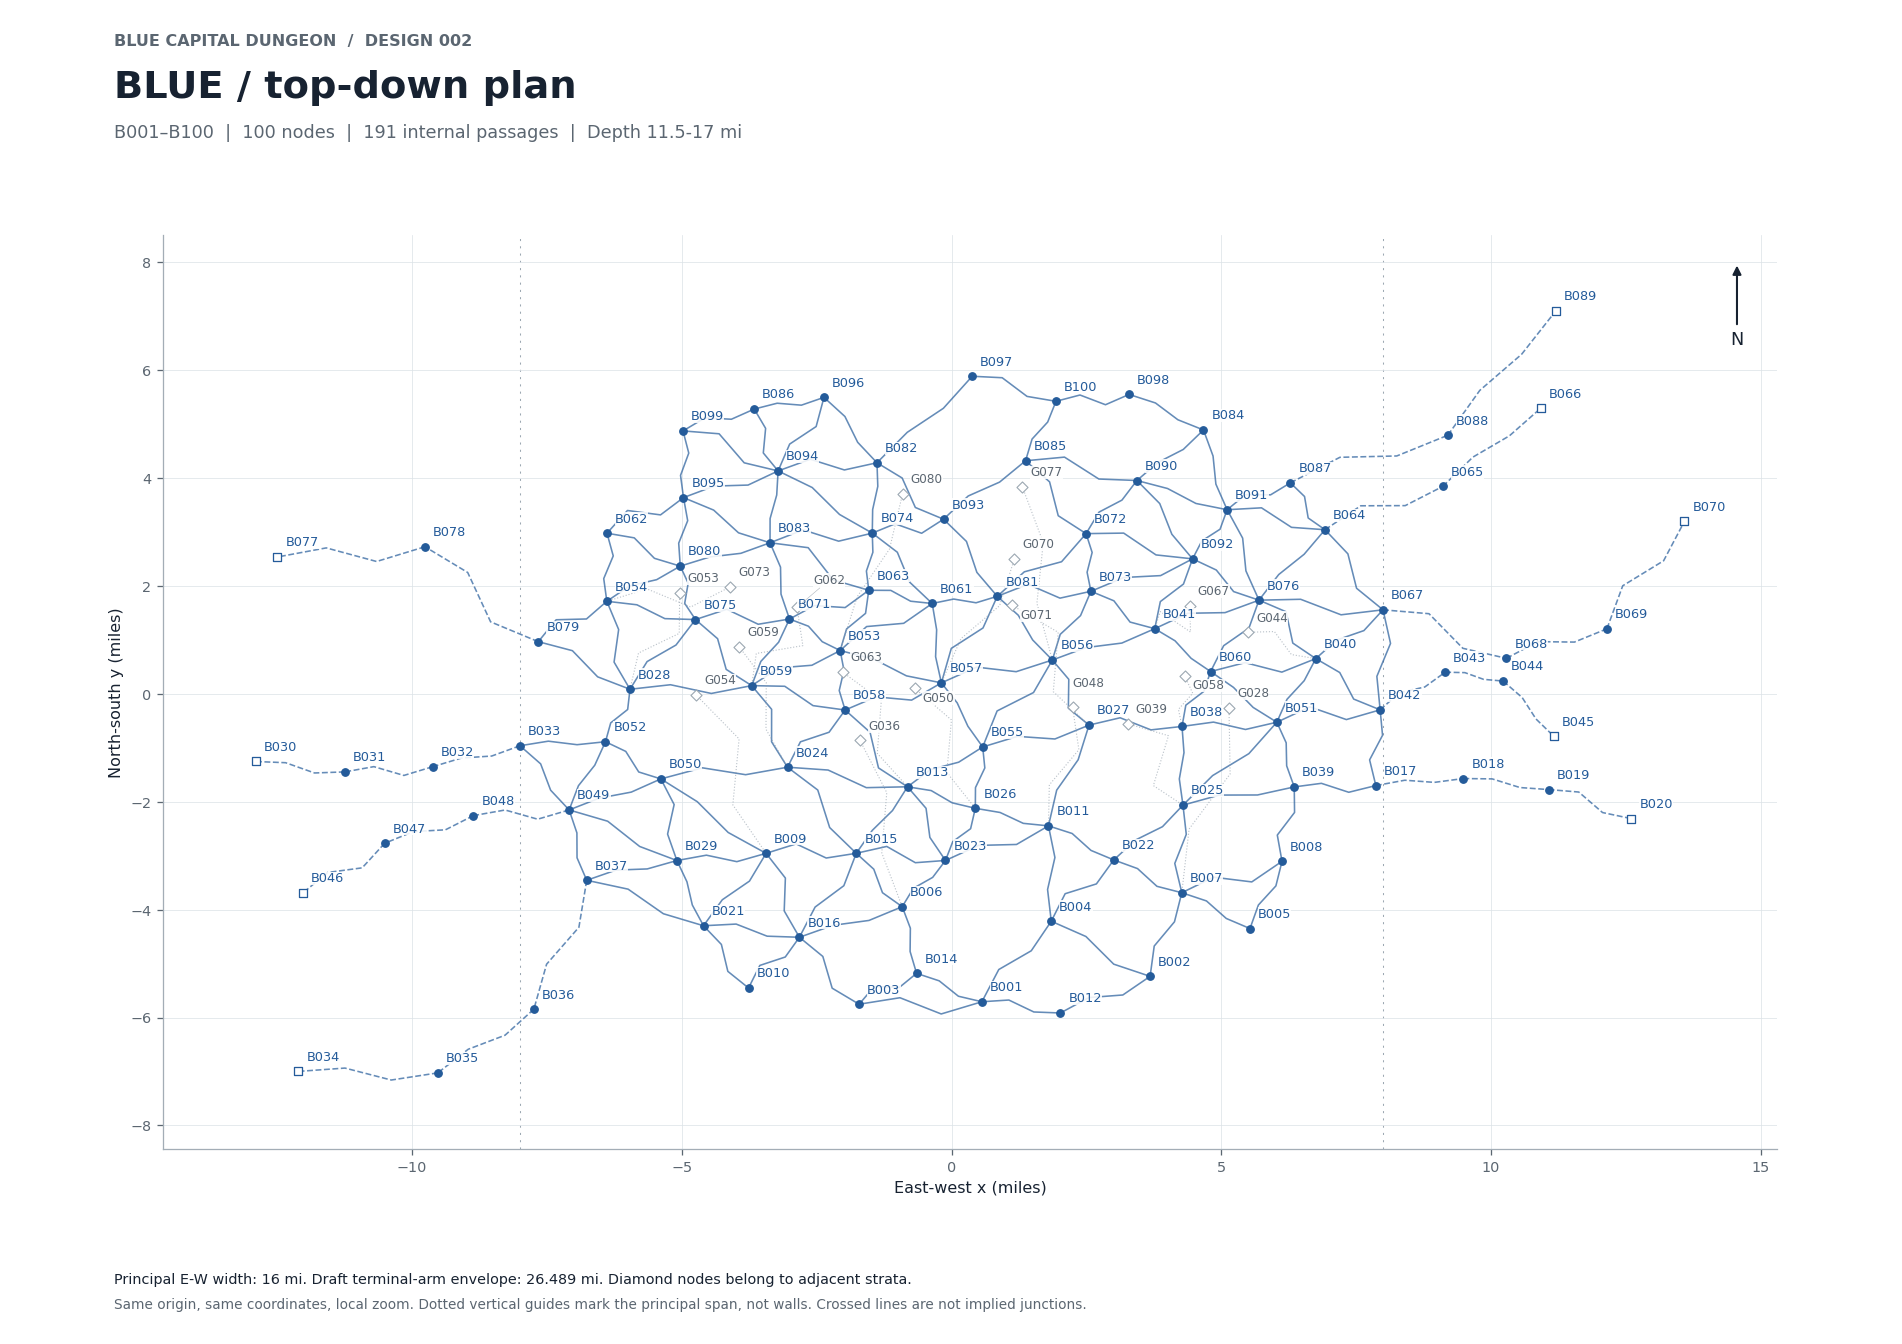 BLUE CAPITAL DUNGEON / DESIGN 002
BLUE / top-down plan
B001–B100 | 100 nodes | 191 internal passages | Depth 11.5-17 mi
8
6
4
2
0
−2
−4
−6
−8
North-south y (miles)
−10
−5
0
5
10
15
East-west x (miles)
N
B089
B097
B098
B096
B100
B086
B066
B099
B084
B088
B085
B082
B094
B090
B087
B065
G077
G080
B095
B091
B070
B093
B062
B074
B072
B064
B083
B078
B077
B080
G070
B092
G073
G053
B063
B073
G062
B054
B061
B081
B076
G067
B067
B075
B071
B069
G071
B041
G044
B079
G059
B053
B056
B040
B068
G063
B060
B043
B057
B044
B059
B028
G054
G048
G058
G028
B058
G050
B042
B027
G039
B038
B051
B045
B033
B052
G036
B055
B030
B032
B031
B024
B050
B013
B039
B017
B018
B019
B049
B026
B025
B020
B048
B011
B047
B009
B015
B029
B023
B022
B008
B037
B046
B006
B007
B004
B021
B005
B016
B014
B002
B010
B003
B001
B036
B012
B034
B035
Principal E-W width: 16 mi. Draft terminal-arm envelope: 26.489 mi. Diamond nodes belong to adjacent strata.
Same origin, same coordinates, local zoom. Dotted vertical guides mark the principal span, not walls. Crossed lines are not implied junctions.